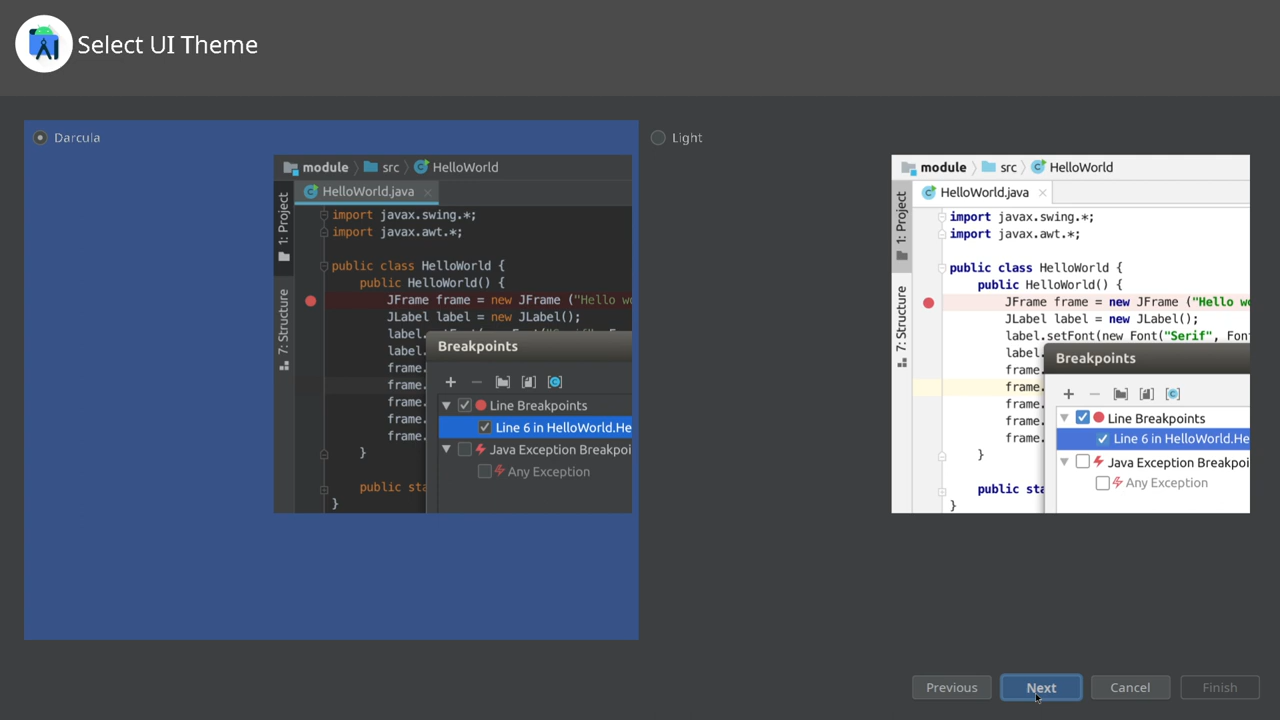 Select UI Theme
Darcula
module src HelloWorld
HelloWorld.java
1: Project
7: Structure
import javax.swing.*;
import javax.awt.*;
public class HelloWorld {
public HelloWorld() {
JFrame frame = new JFrame ("Hello wo
JLabel label = new JLabel();
label.
label.
frame.
frame.
frame.
frame.
frame.
}
public sta
}
Breakpoints
Line Breakpoints
Line 6 in HelloWorld.He
Java Exception Breakpoi
Any Exception
Light
module src HelloWorld
HelloWorld.java
1: Project
7: Structure
import javax.swing.*;
import javax.awt.*;
public class HelloWorld {
public HelloWorld() {
JFrame frame = new JFrame ("Hello wo
JLabel label = new JLabel();
label.setFont(new Font("Serif", Font
label.
frame.
frame.
frame.
frame.
frame.
}
public sta
}
Breakpoints
Line Breakpoints
Line 6 in HelloWorld.He
Java Exception Breakpoi
Any Exception
Previous Next Cancel Finish